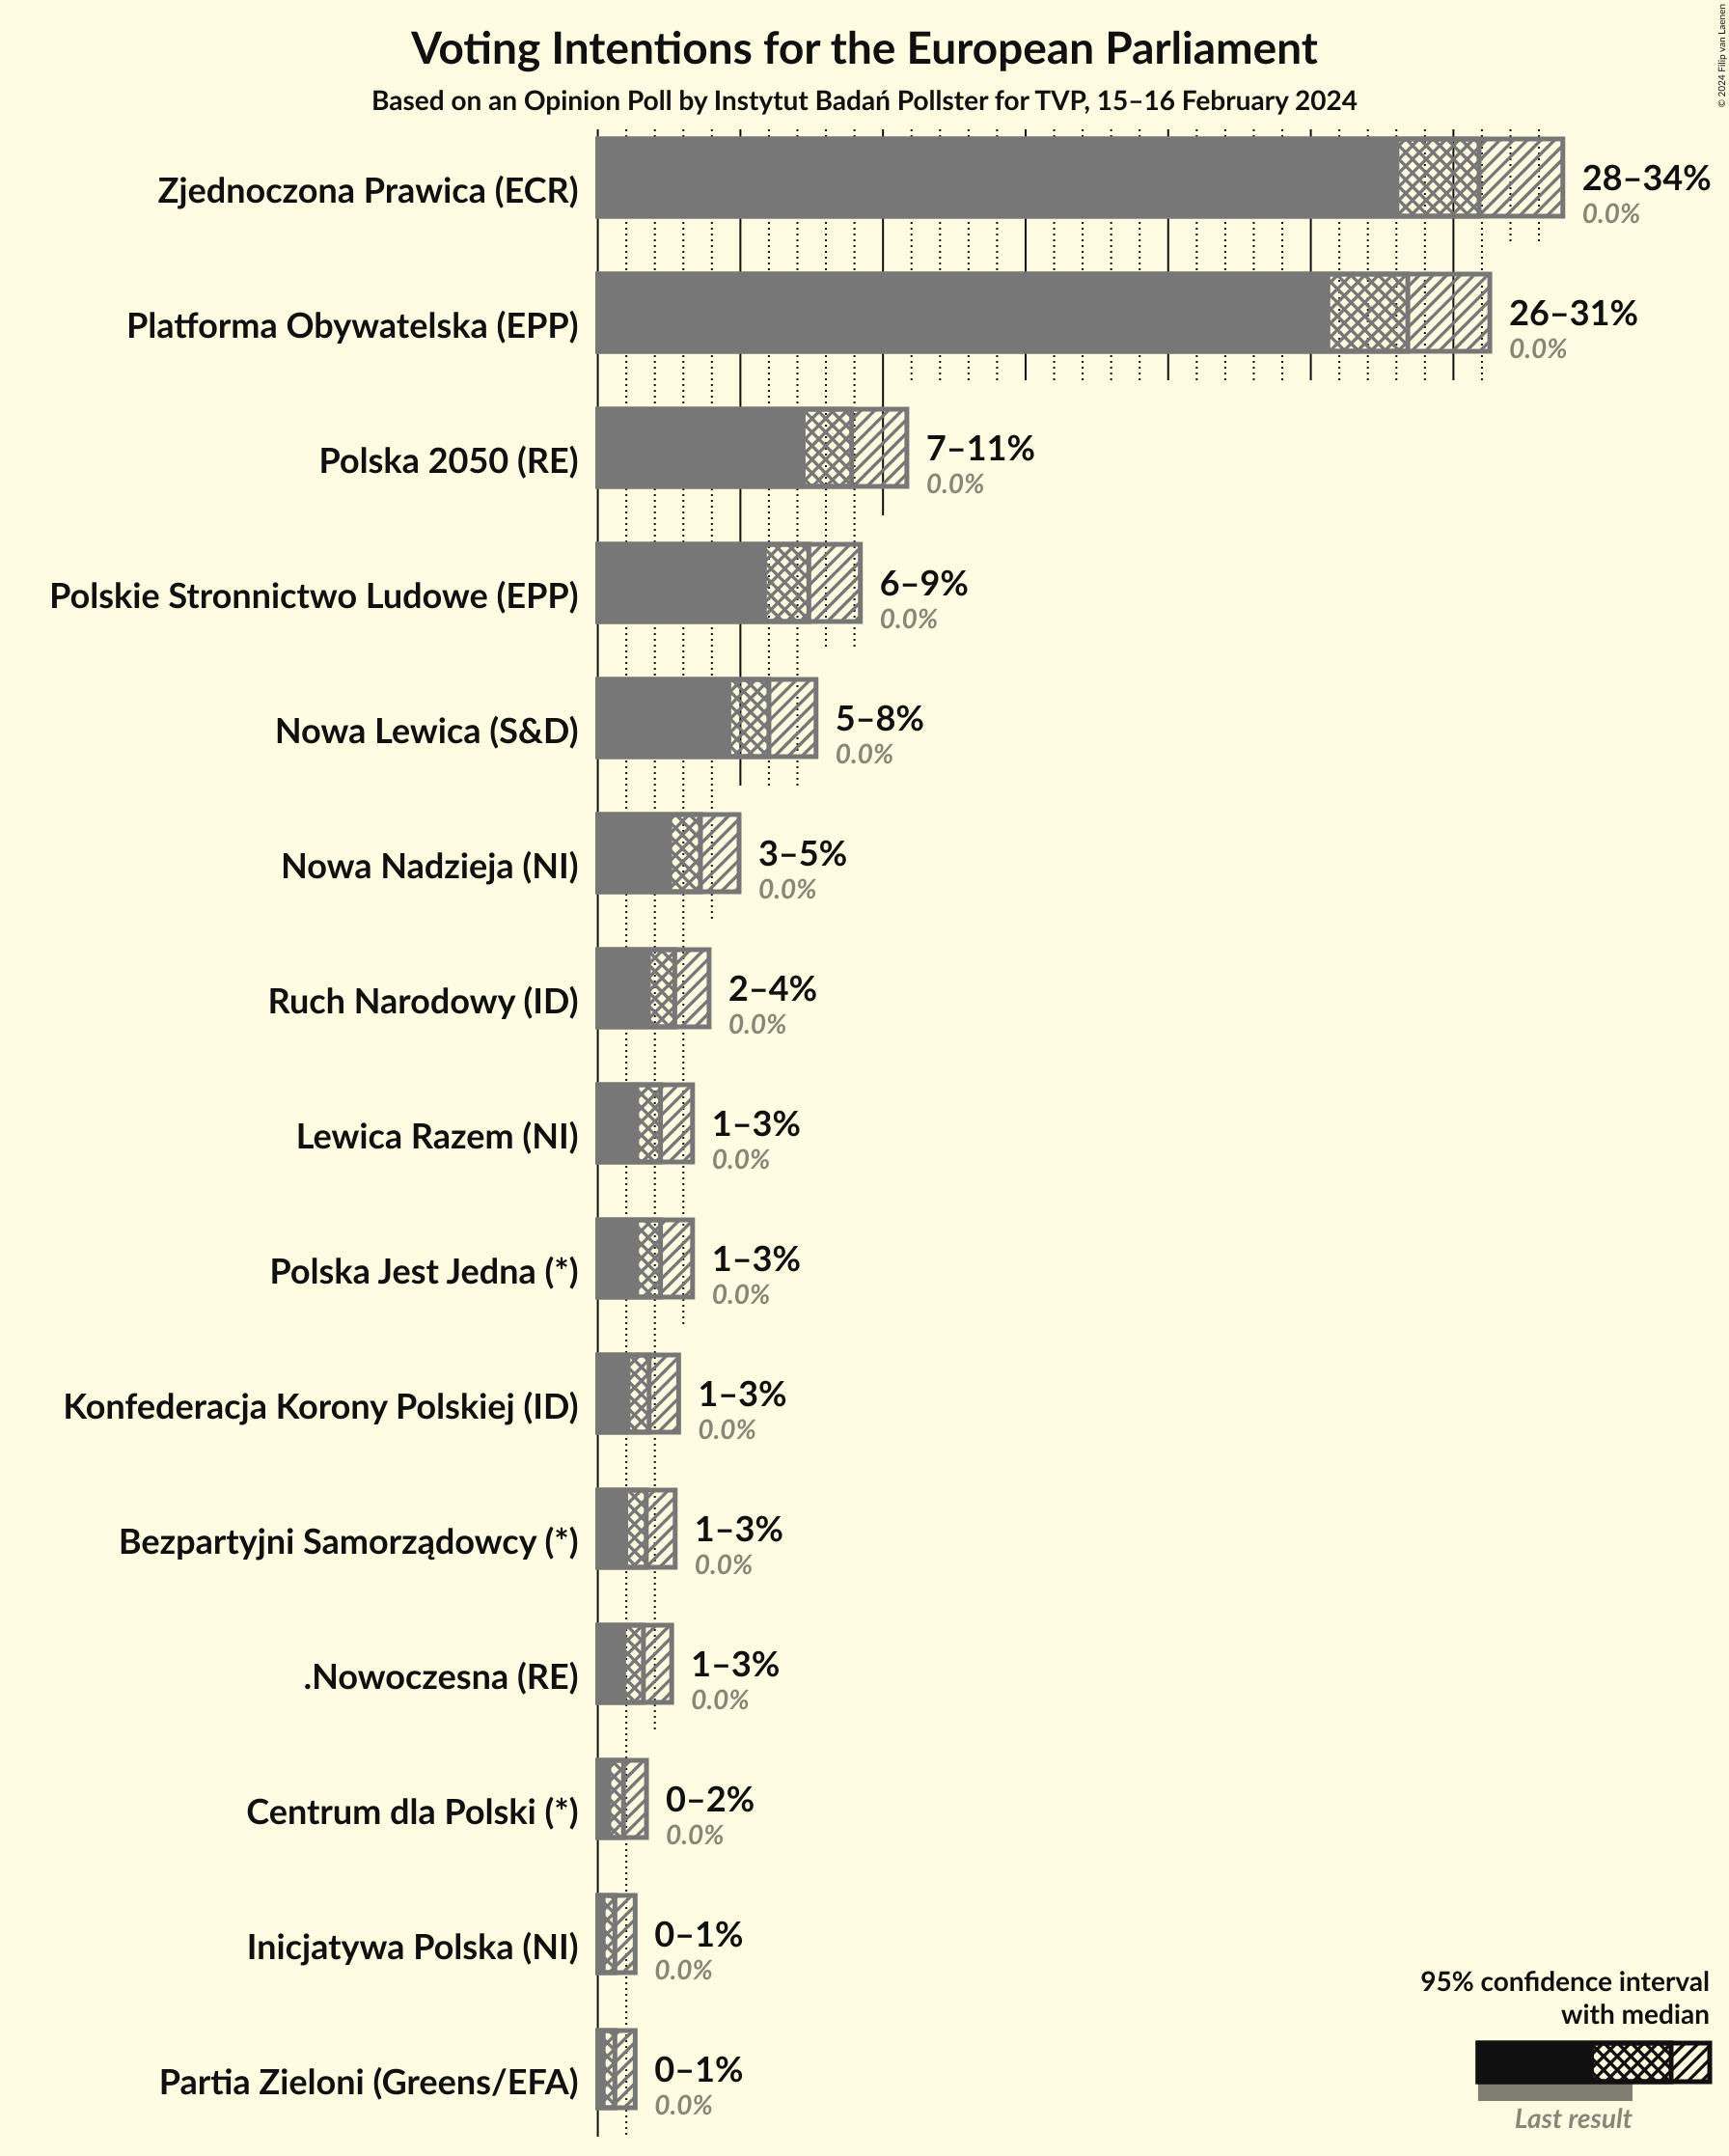 Voting Intentions for the European Parliament
Based on an Opinion Poll by Instytut Badań Pollster for TVP, 15–16 February 2024
© 2024 Filip van Laenen
Zjednoczona Prawica (ECR)
28–34%
0.0%
Platforma Obywatelska (EPP)
26–31%
0.0%
Polska 2050 (RE)
7–11%
0.0%
Polskie Stronnictwo Ludowe (EPP)
6–9%
0.0%
Nowa Lewica (S&D)
5–8%
0.0%
Nowa Nadzieja (NI)
3–5%
0.0%
Ruch Narodowy (ID)
2–4%
0.0%
Lewica Razem (NI)
1–3%
0.0%
Polska Jest Jedna (*)
1–3%
0.0%
Konfederacja Korony Polskiej (ID)
1–3%
0.0%
Bezpartyjni Samorządowcy (*)
1–3%
0.0%
.Nowoczesna (RE)
1–3%
0.0%
Centrum dla Polski (*)
0–2%
0.0%
Inicjatywa Polska (NI)
0–1%
0.0%
Partia Zieloni (Greens/EFA)
0–1%
0.0%
95% confidence interval
with median
Last result